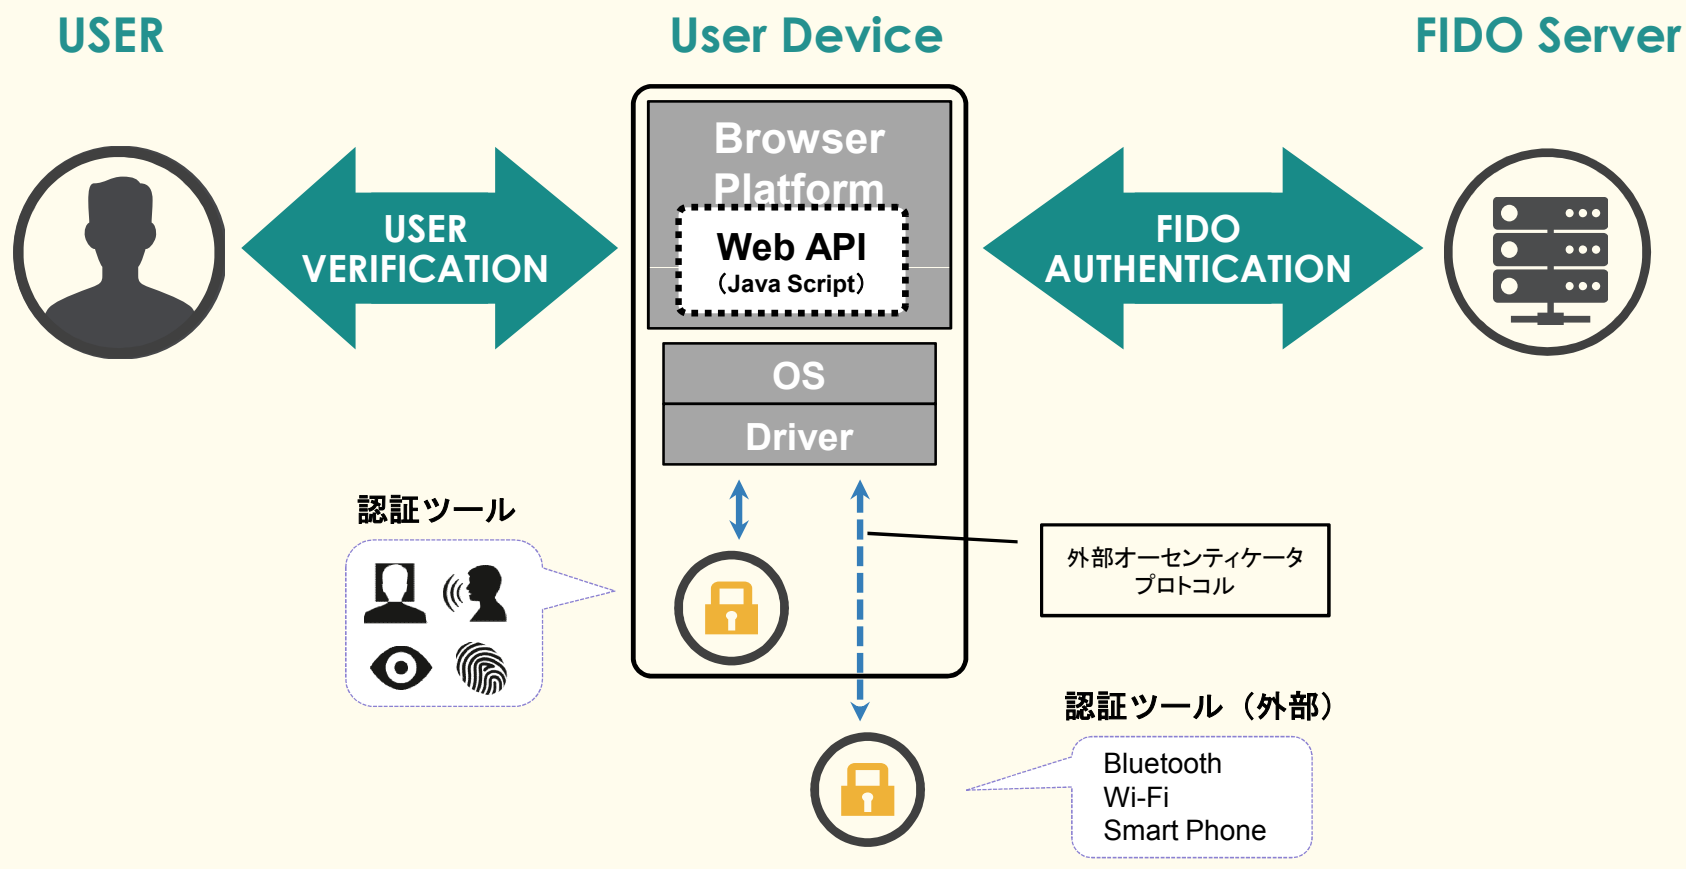 USER
User Device
FIDO Server
Browser
Platform
Web API
（Java Script）
USER
VERIFICATION
FIDO
AUTHENTICATION
OS
Driver
認証ツール
外部オーセンティケータ
プロトコル
認証ツール（外部）
Bluetooth
Wi-Fi
Smart Phone